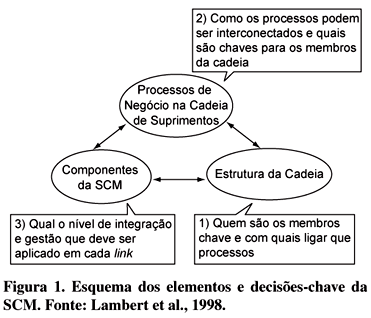 2) Como os processos podem
ser interconectados e quais
são chaves para os membros
da cadeia
Processos de
Negócio na Cadeia
de Suprimentos
Componentes
da SCM
Estrutura da Cadeia
3) Qual o nível de integração
e gestão que deve ser
aplicado em cada link
1) Quem são os membros
chave e com quais ligar que
processos
Figura 1. Esquema dos elementos e decisões-chave da
SCM. Fonte: Lambert et al., 1998.